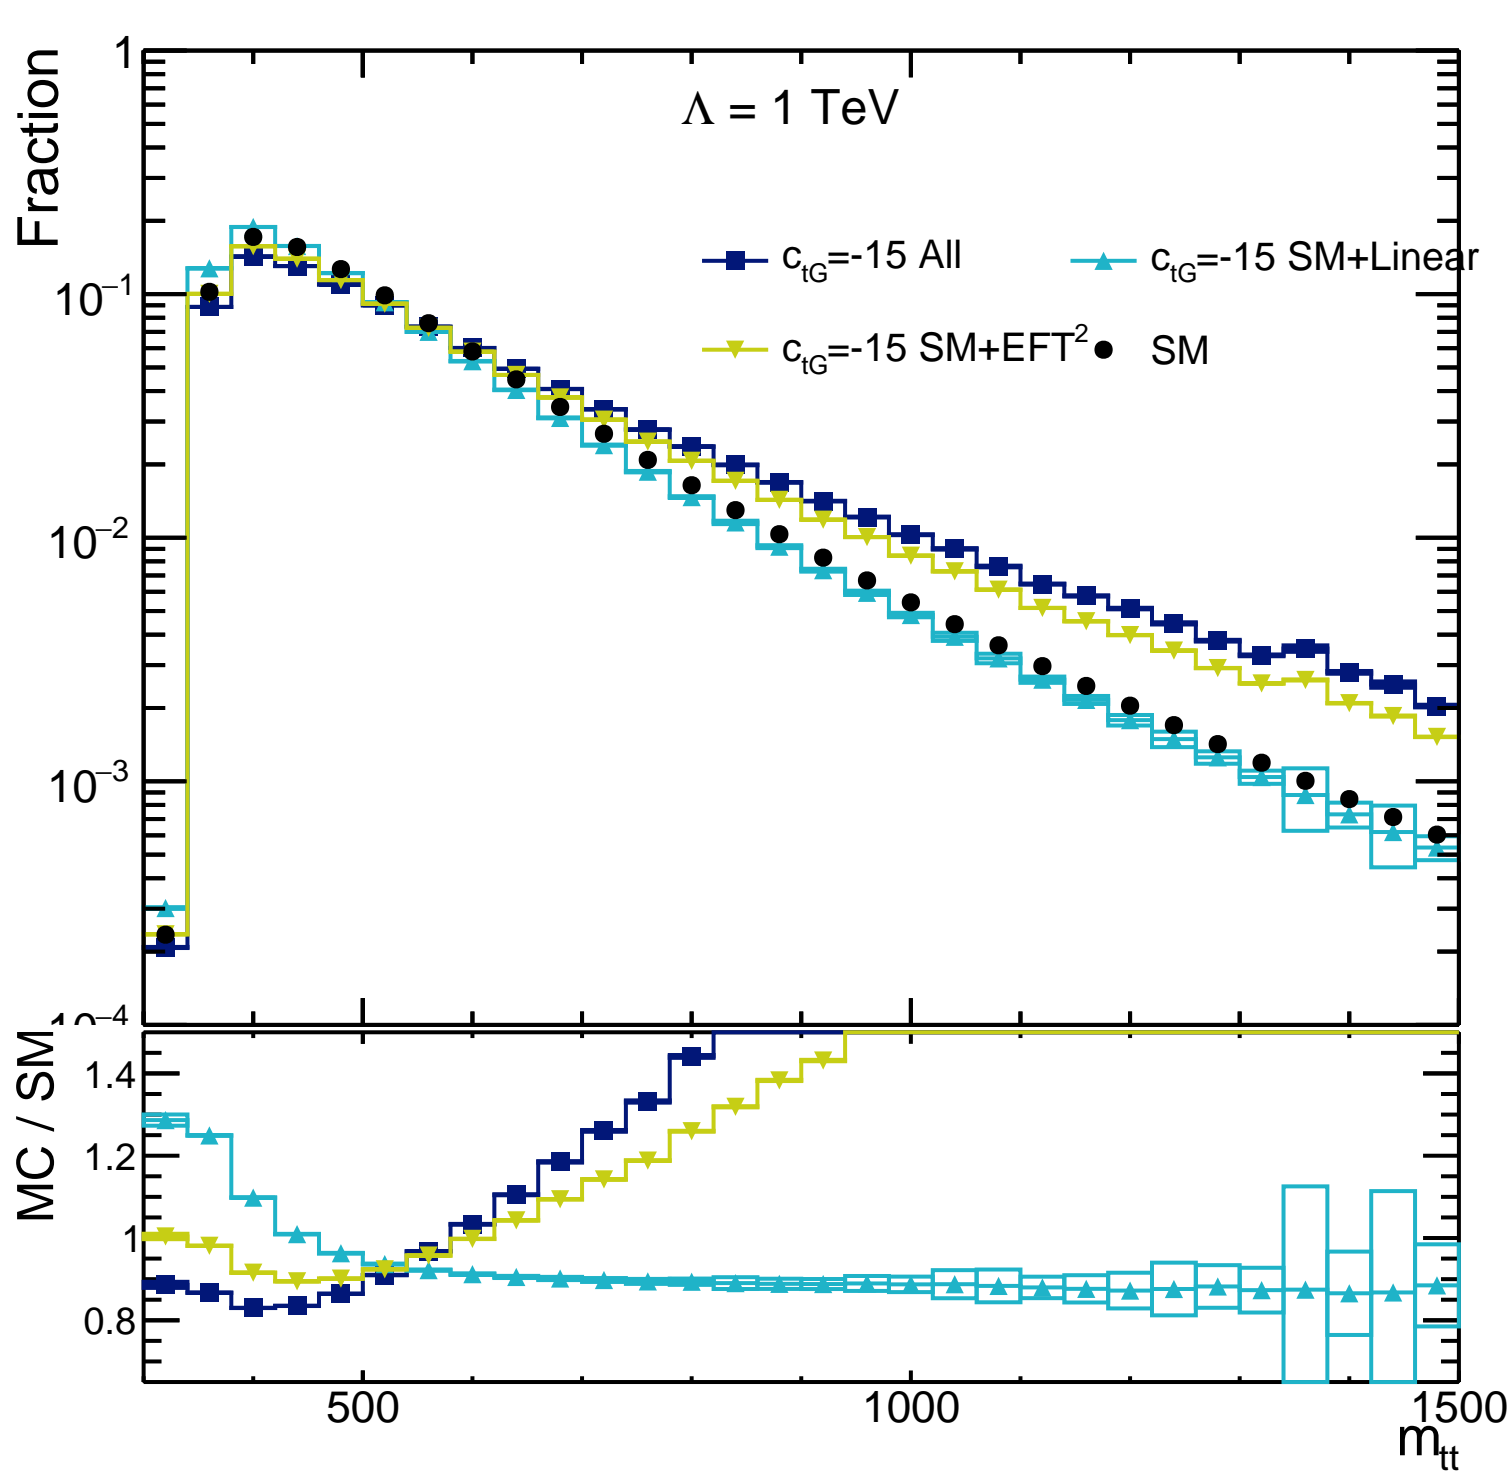 Fraction
1
10⁻¹
10⁻²
10⁻³
10⁻⁴
Λ = 1 TeV
c_tG=-15 All
c_tG=-15 SM+Linear
c_tG=-15 SM+EFT²
SM
MC / SM
1.4
1.2
1
0.8
500
1000
1500
m_tt